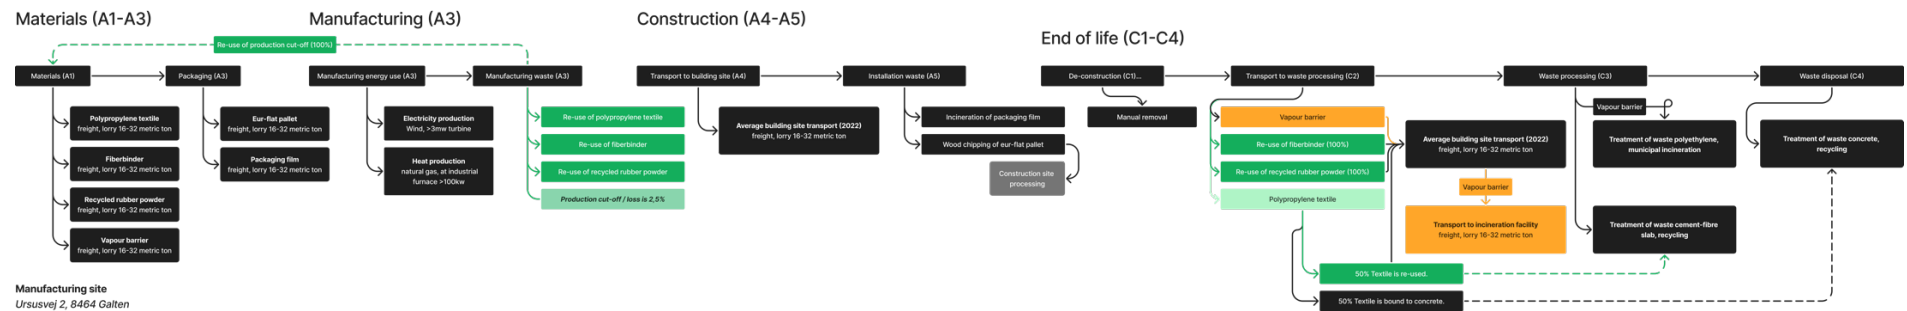 Materials (A1-A3)
Manufacturing (A3)
Construction (A4-A5)
End of life (C1-C4)
Re-use of production cut-off (100%)
Materials (A1)
Packaging (A3)
Manufacturing energy use (A3)
Manufacturing waste (A3)
Transport to building site (A4)
Installation waste (A5)
De-construction (C1)...
Transport to waste processing (C2)
Waste processing (C3)
Waste disposal (C4)
Polypropylene textile
freight, lorry 16-32 metric ton
Fiberbinder
freight, lorry 16-32 metric ton
Recycled rubber powder
freight, lorry 16-32 metric ton
Vapour barrier
freight, lorry 16-32 metric ton
Eur-flat pallet
freight, lorry 16-32 metric ton
Packaging film
freight, lorry 16-32 metric ton
Electricity production
Wind, >3mw turbine
Heat production
natural gas, at industrial
furnace >100kw
Re-use of polypropylene textile
Re-use of fiberbinder
Re-use of recycled rubber powder
Production cut-off / loss is 2,5%
Average building site transport (2022)
freight, lorry 16-32 metric ton
Incineration of packaging film
Wood chipping of eur-flat pallet
Construction site
processing
Manual removal
Vapour barrier
Re-use of fiberbinder (100%)
Re-use of recycled rubber powder (100%)
Polypropylene textile
50% Textile is re-used.
50% Textile is bound to concrete.
Average building site transport (2022)
freight, lorry 16-32 metric ton
Vapour barrier
Transport to incineration facility
freight, lorry 16-32 metric ton
Vapour barrier
Treatment of waste polyethylene,
municipal incineration
Treatment of waste cement-fibre
slab, recycling
Treatment of waste concrete,
recycling
Manufacturing site
Ursusvej 2, 8464 Galten